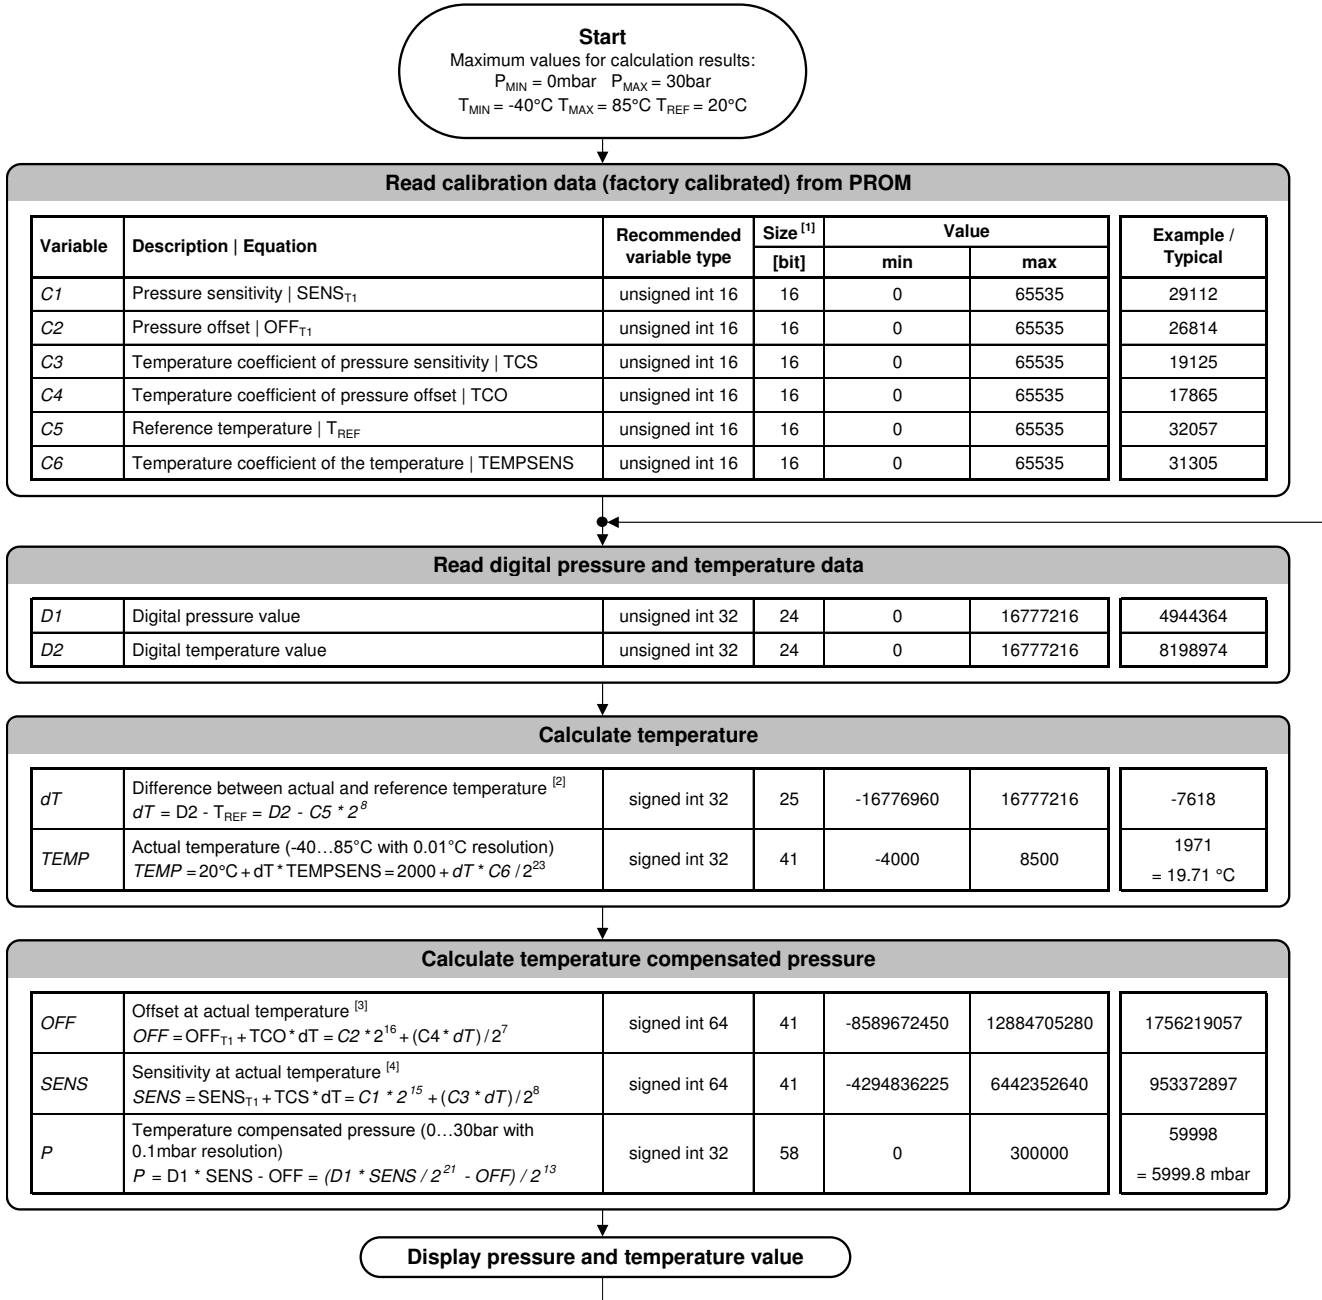 Start
Maximum values for calculation results:
P_MIN = 0mbar P_MAX = 30bar
T_MIN = -40°C T_MAX = 85°C T_REF = 20°C
Read calibration data (factory calibrated) from PROM
Variable | Description | Equation | Recommended variable type | Size [1] [bit] | Value min | max | Example / Typical
C1 | Pressure sensitivity | SENS_T1 | unsigned int 16 | 16 | 0 | 65535 | 29112
C2 | Pressure offset | OFF_T1 | unsigned int 16 | 16 | 0 | 65535 | 26814
C3 | Temperature coefficient of pressure sensitivity | TCS | unsigned int 16 | 16 | 0 | 65535 | 19125
C4 | Temperature coefficient of pressure offset | TCO | unsigned int 16 | 16 | 0 | 65535 | 17865
C5 | Reference temperature | T_REF | unsigned int 16 | 16 | 0 | 65535 | 32057
C6 | Temperature coefficient of the temperature | TEMPSENS | unsigned int 16 | 16 | 0 | 65535 | 31305
Read digital pressure and temperature data
D1 | Digital pressure value | unsigned int 32 | 24 | 0 | 16777216 | 4944364
D2 | Digital temperature value | unsigned int 32 | 24 | 0 | 16777216 | 8198974
Calculate temperature
dT | Difference between actual and reference temperature [2]
dT = D2 - T_REF = D2 - C5 * 2^8 | signed int 32 | 25 | -16776960 | 16777216 | -7618
TEMP | Actual temperature (-40…85°C with 0.01°C resolution)
TEMP = 20°C + dT * TEMPSENS = 2000 + dT * C6 / 2^23 | signed int 32 | 41 | -4000 | 8500 | 1971
= 19.71 °C
Calculate temperature compensated pressure
OFF | Offset at actual temperature [3]
OFF = OFF_T1 + TCO * dT = C2 * 2^16 + (C4 * dT) / 2^7 | signed int 64 | 41 | -8589672450 | 12884705280 | 1756219057
SENS | Sensitivity at actual temperature [4]
SENS = SENS_T1 + TCS * dT = C1 * 2^15 + (C3 * dT) / 2^8 | signed int 64 | 41 | -4294836225 | 6442352640 | 953372897
P | Temperature compensated pressure (0…30bar with
0.1mbar resolution)
P = D1 * SENS - OFF = (D1 * SENS / 2^21 - OFF) / 2^13 | signed int 32 | 58 | 0 | 300000 | 59998
= 5999.8 mbar
Display pressure and temperature value